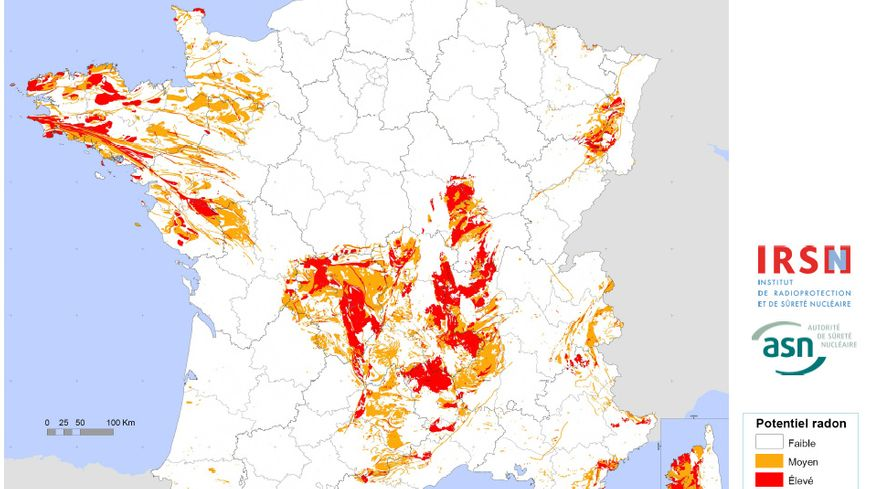 IRSN
INSTITUT
DE RADIOPROTECTION
ET DE SÛRETÉ NUCLÉAIRE
asn
AUTORITÉ
DE SÛRETÉ
NUCLÉAIRE
0 25 50 100 Km
Potentiel radon
Faible
Moyen
Élevé